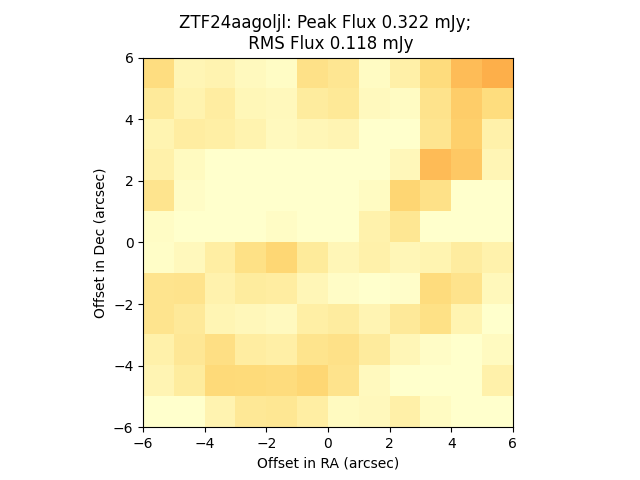 ZTF24aagoljl: Peak Flux 0.322 mJy;
RMS Flux 0.118 mJy
6
4
2
0
−2
−4
−6
Offset in Dec (arcsec)
−6 −4 −2 0 2 4 6
Offset in RA (arcsec)